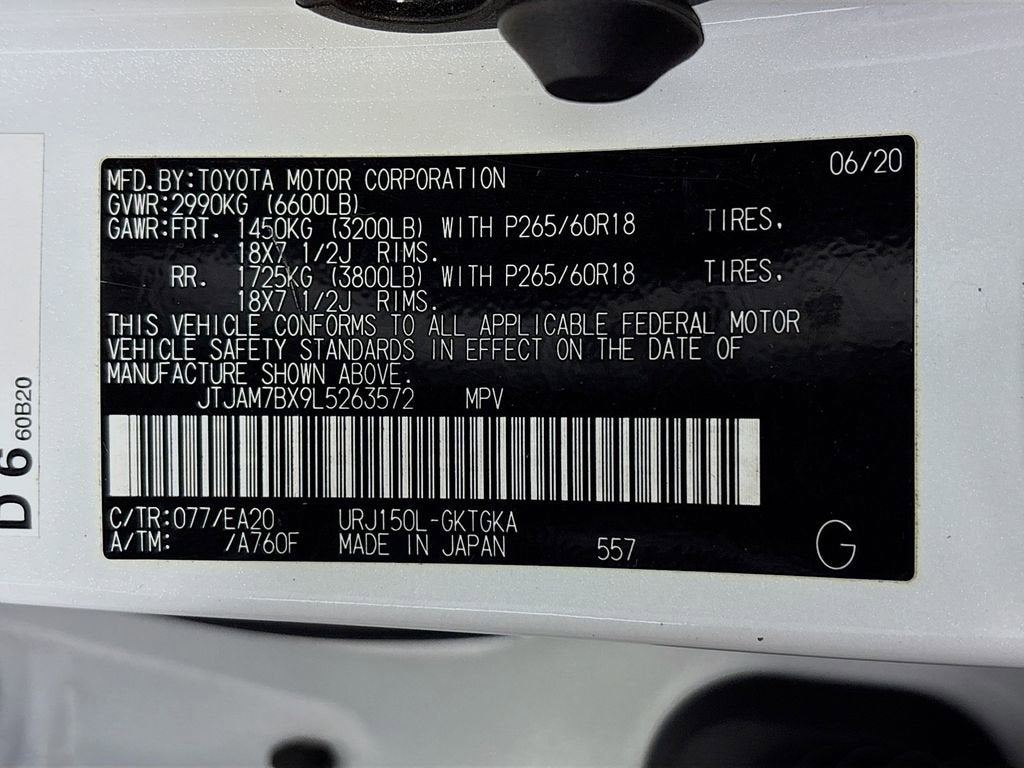 06/20
MFD.BY:TOYOTA MOTOR CORPORATION
GVWR:2990KG (6600LB)
GAWR:FRT. 1450KG (3200LB) WITH P265/60R18 TIRES,
18X7 1/2J RIMS.
RR. 1725KG (3800LB) WITH P265/60R18 TIRES,
18X7 1/2J RIMS.
THIS VEHICLE CONFORMS TO ALL APPLICABLE FEDERAL MOTOR
VEHICLE SAFETY STANDARDS IN EFFECT ON THE DATE OF
MANUFACTURE SHOWN ABOVE.
JTJAM7BX9L5263572 MPV
C/TR:077/EA20 URJ150L-GKTGKA
A/TM: /A760F MADE IN JAPAN 557 G
D 6 60B20